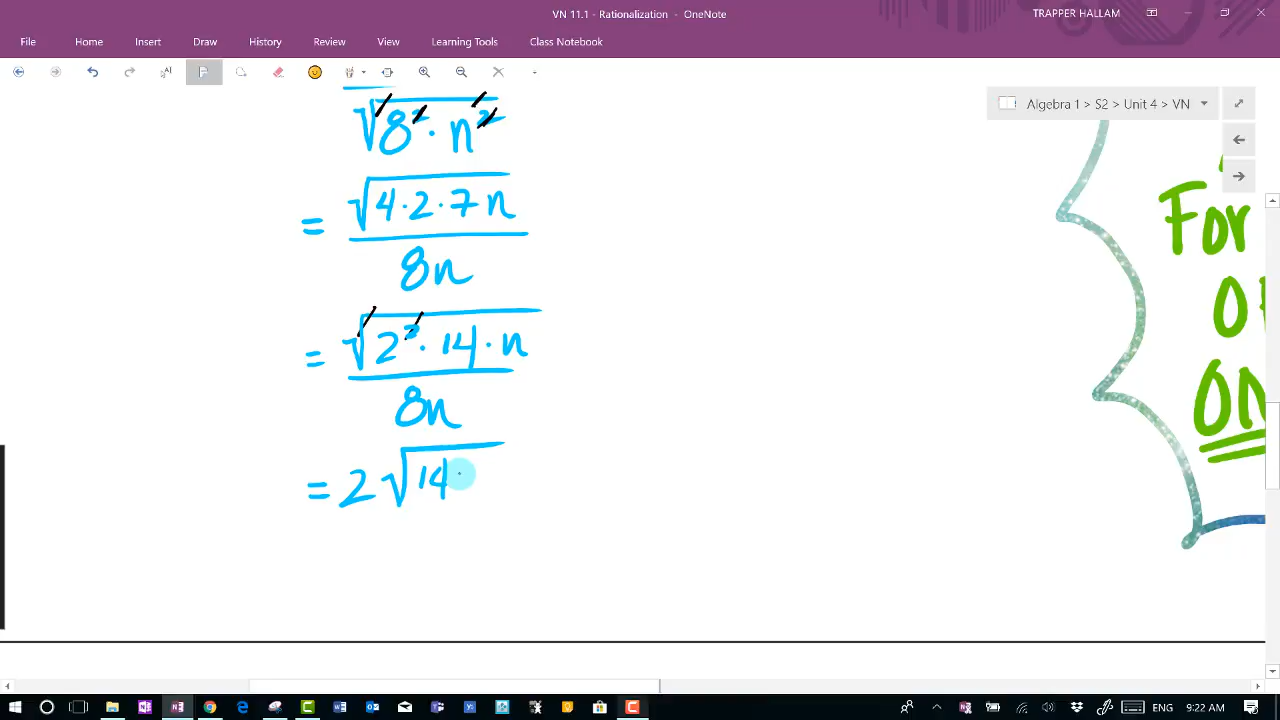 VN 11.1 - Rationalization - OneNote
TRAPPER HALLAM
File Home Insert Draw History Review View Learning Tools Class Notebook
Algebra I > S2 > Unit 4 > VN
√8² · n²
= √4·2·7n
8n
= √2² · 14 · n
8n
= 2√14
For
ENG
9:22 AM